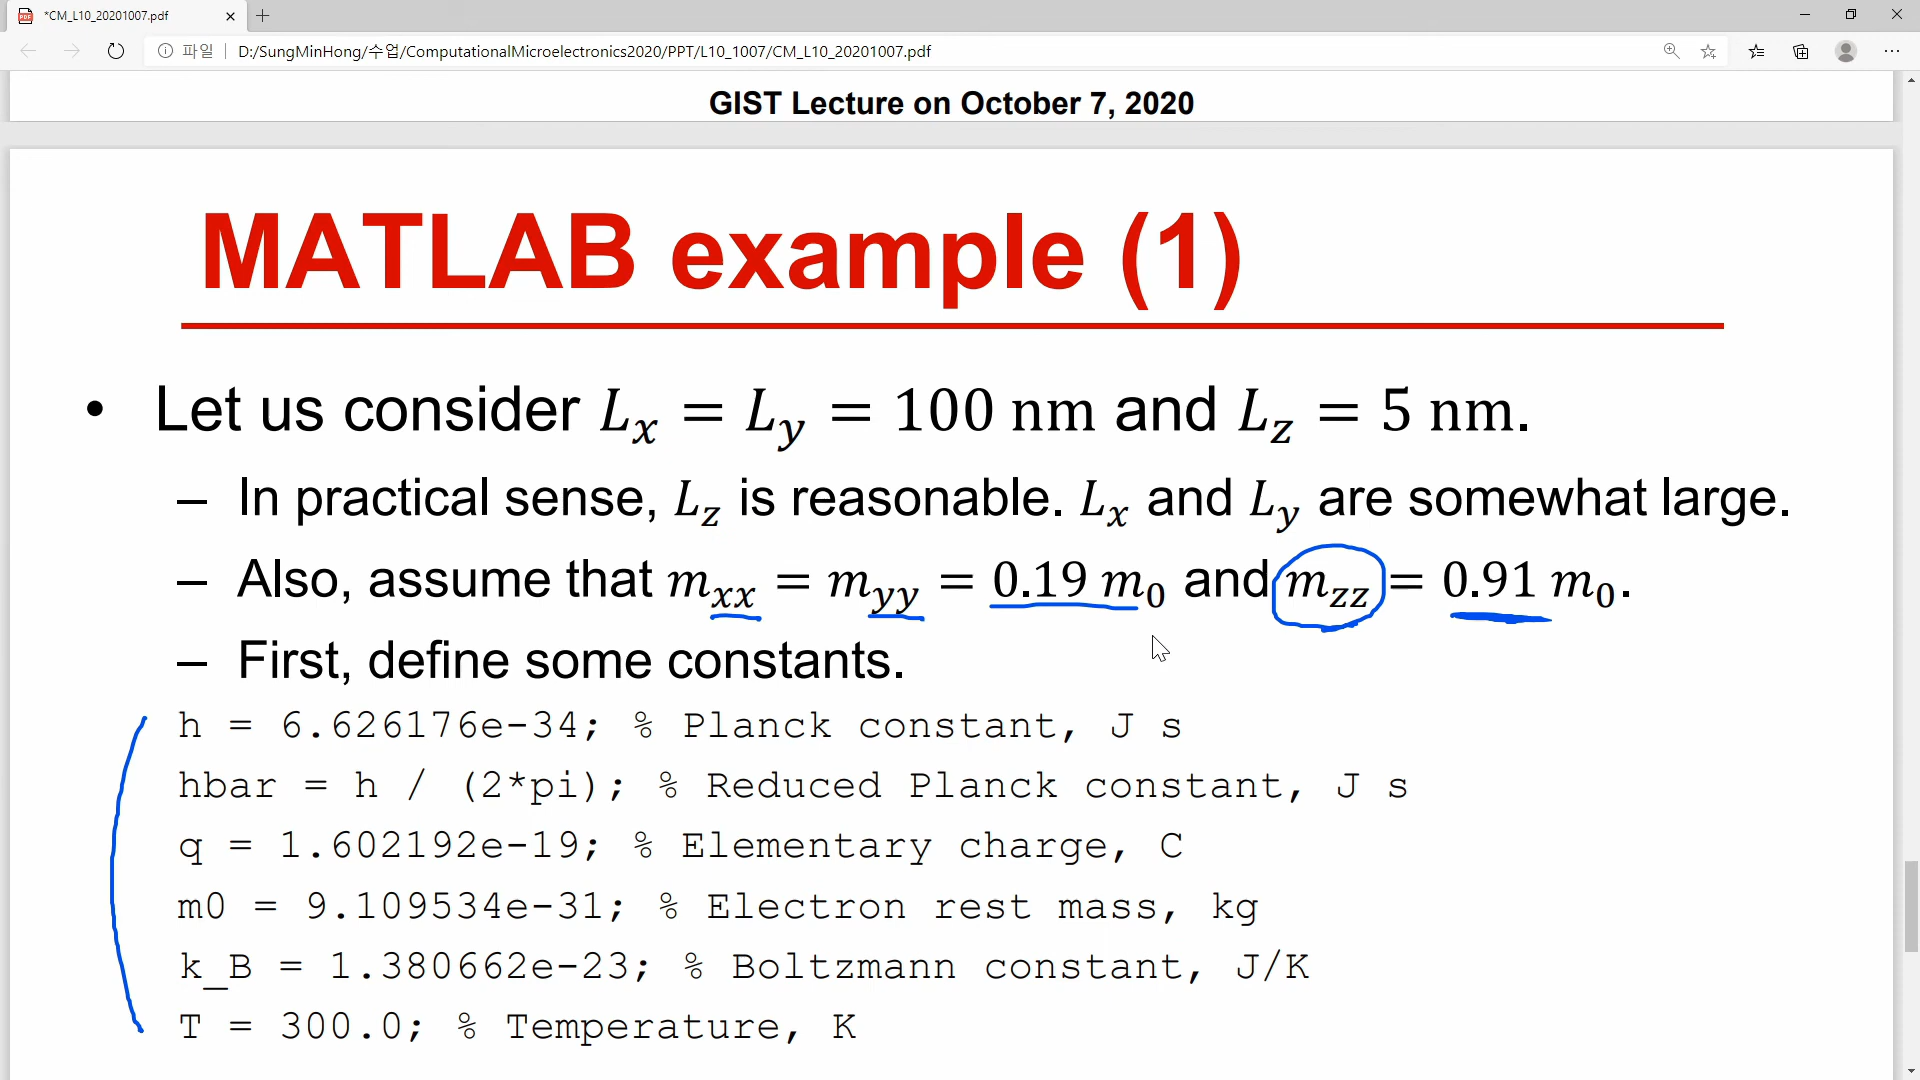 *CM_L10_20201007.pdf
파일 D:/SungMinHong/수업/ComputationalMicroelectronics2020/PPT/L10_1007/CM_L10_20201007.pdf
GIST Lecture on October 7, 2020
MATLAB example (1)
• Let us consider Lx = Ly = 100 nm and Lz = 5 nm.
– In practical sense, Lz is reasonable. Lx and Ly are somewhat large.
– Also, assume that mxx = myy = 0.19 m0 and mzz = 0.91 m0.
– First, define some constants.
h = 6.626176e-34; % Planck constant, J s
hbar = h / (2*pi); % Reduced Planck constant, J s
q = 1.602192e-19; % Elementary charge, C
m0 = 9.109534e-31; % Electron rest mass, kg
k_B = 1.380662e-23; % Boltzmann constant, J/K
T = 300.0; % Temperature, K